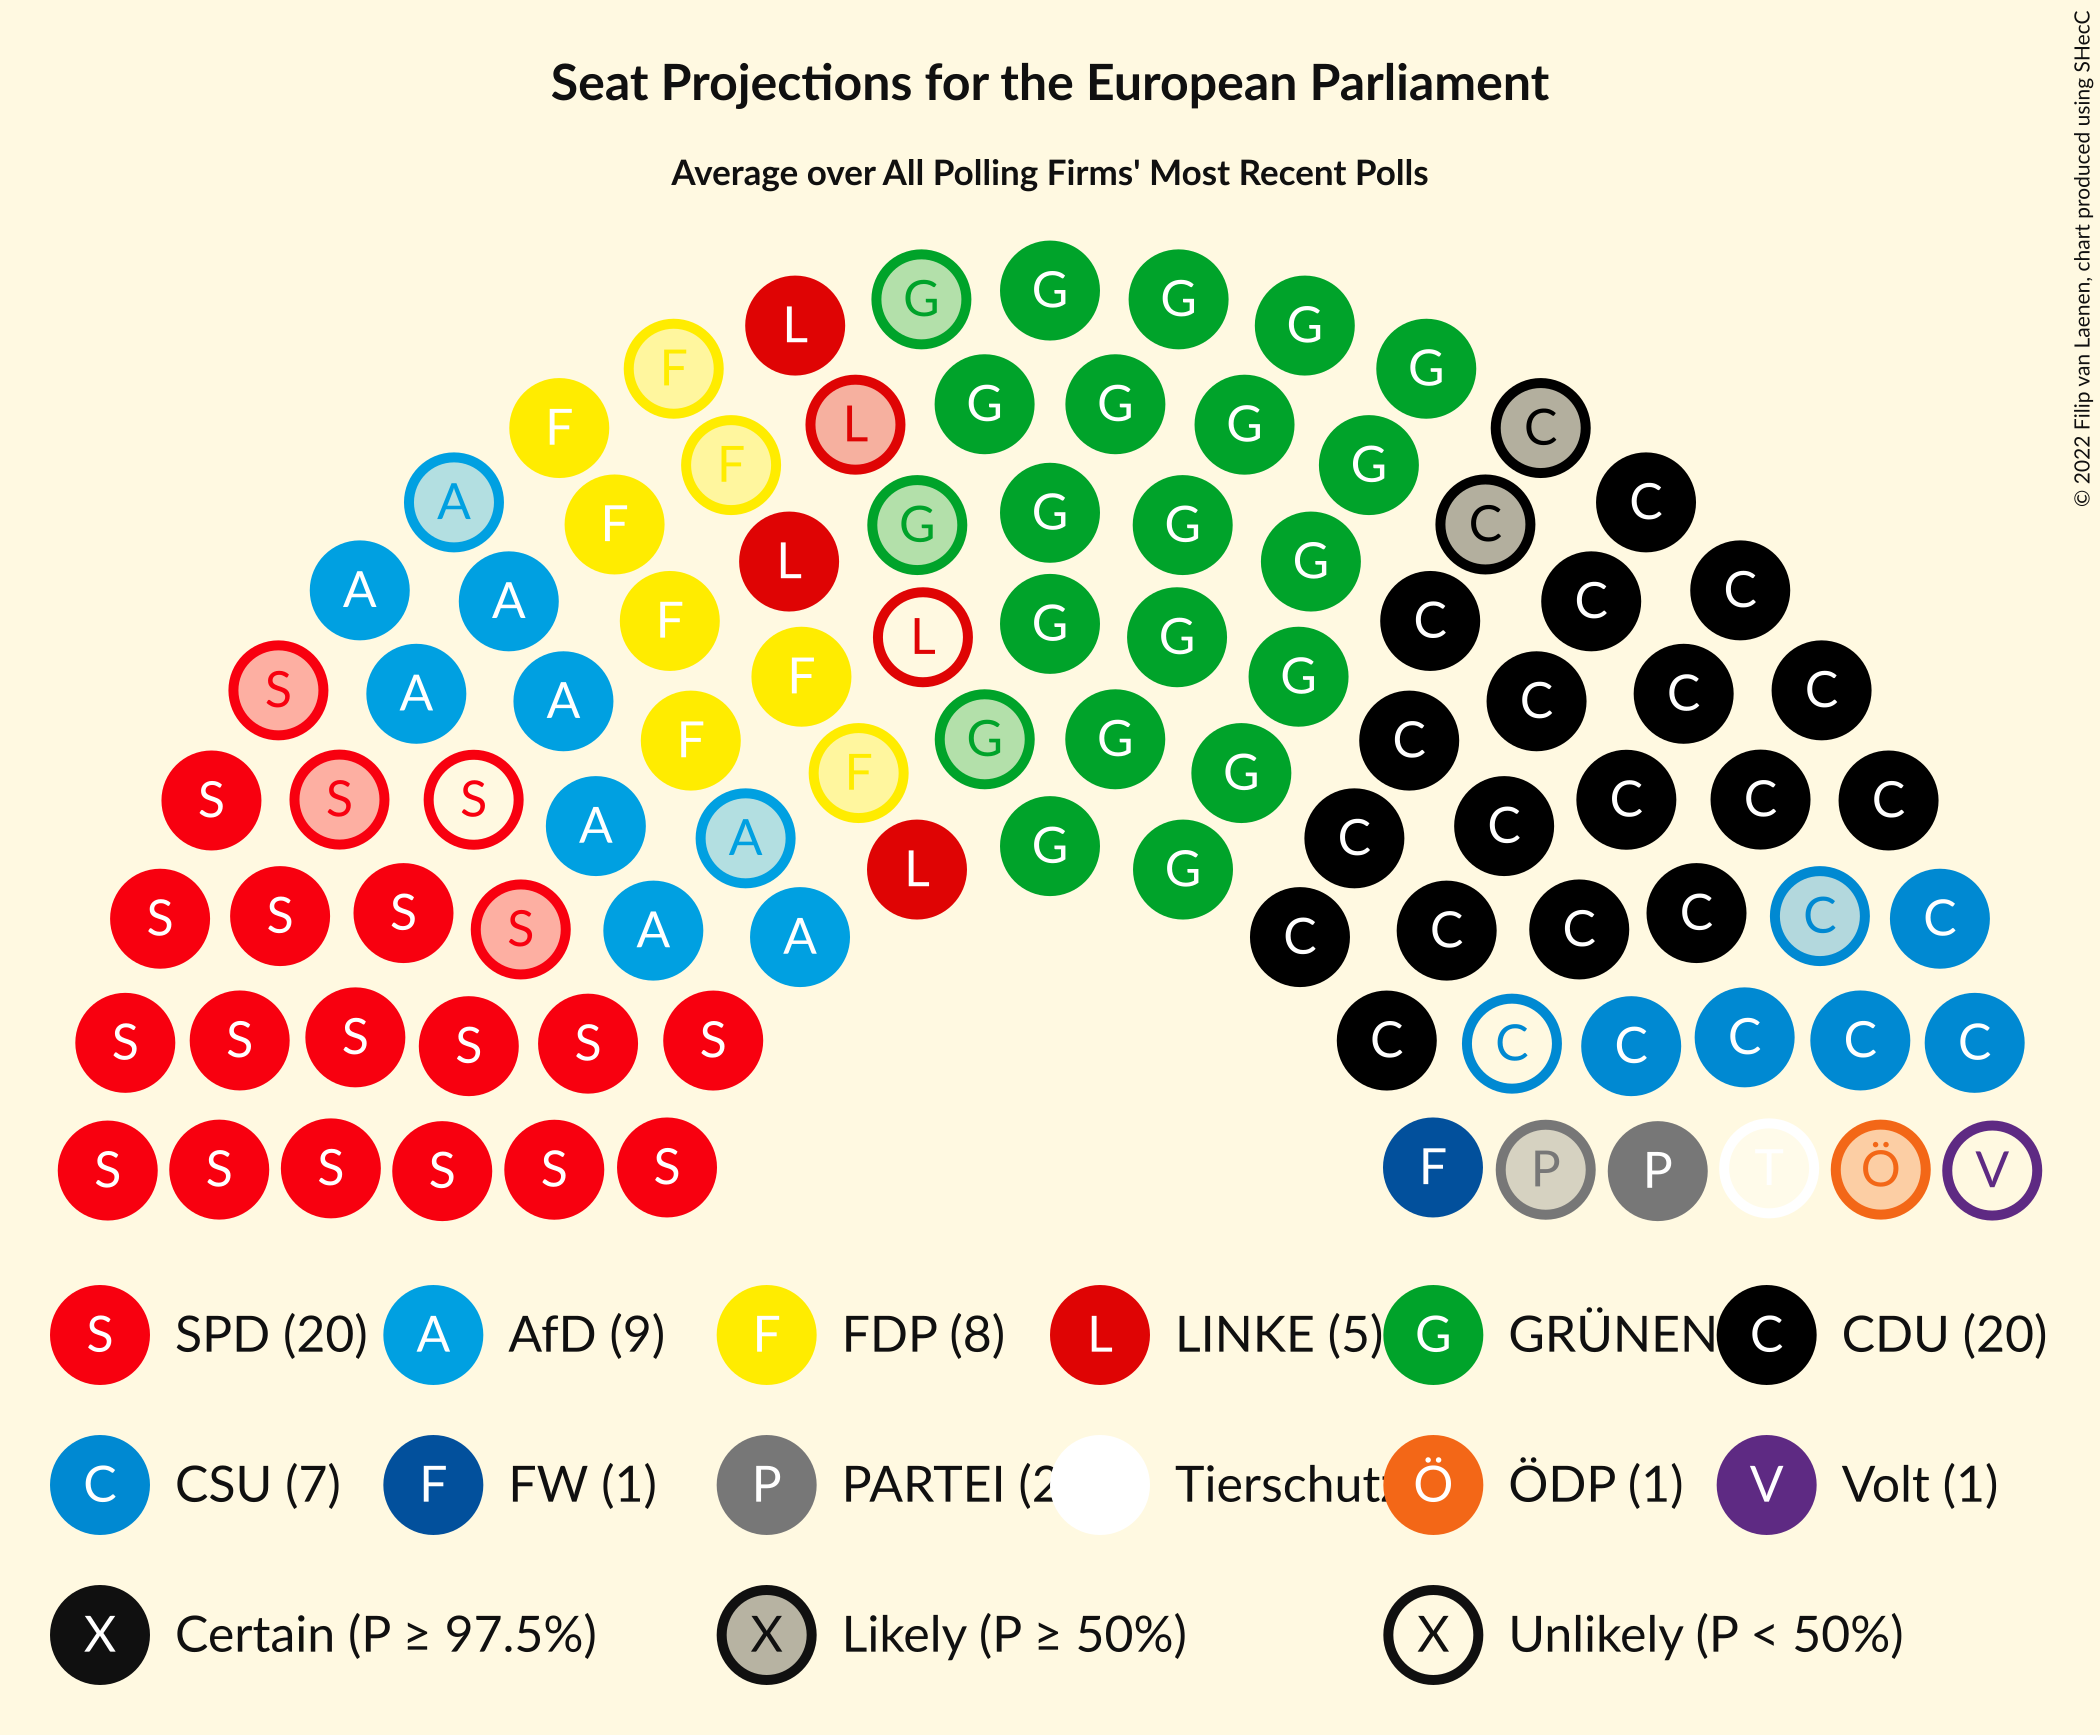 Seat Projections for the European Parliament
Average over All Polling Firms' Most Recent Polls
© 2022 Filip van Laenen, chart produced using SHecC
G G G
L G
F G
G G
F L G C
F G
A G C
F G G C
L G
A A C C
F L G G C
S A A F G C C C
F G G C
F G
S S S A C C C C
A G C
L G
S S S S A A C C C C C C
S S S S S S C C C C C C
S S S S S S F P P T Ö V
S SPD (20) A AfD (9) F FDP (8) L LINKE (5) G GRÜNEN C CDU (20)
C CSU (7) F FW (1) P PARTEI (2 Tierschutz Ö ÖDP (1) V Volt (1)
X Certain (P ≥ 97.5%) X Likely (P ≥ 50%) X Unlikely (P < 50%)